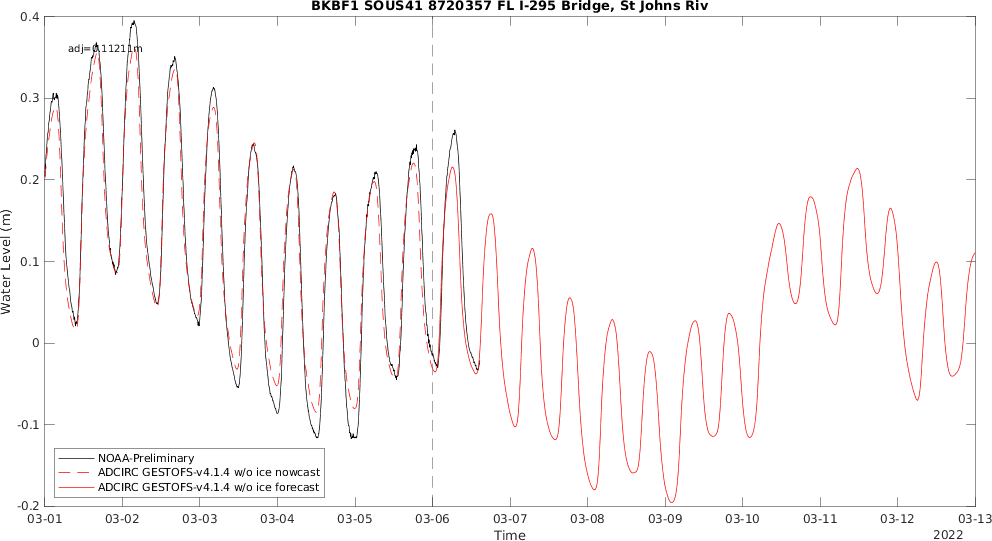 BKBF1 SOUS41 8720357 FL I-295 Bridge, St Johns Riv
0.4
adj=0.11211m
0.3
0.2
0.1
0
-0.1
-0.2
Water Level (m)
NOAA-Preliminary
ADCIRC GESTOFS-v4.1.4 w/o ice nowcast
ADCIRC GESTOFS-v4.1.4 w/o ice forecast
03-01 03-02 03-03 03-04 03-05 03-06 03-07 03-08 03-09 03-10 03-11 03-12 03-13
Time 2022